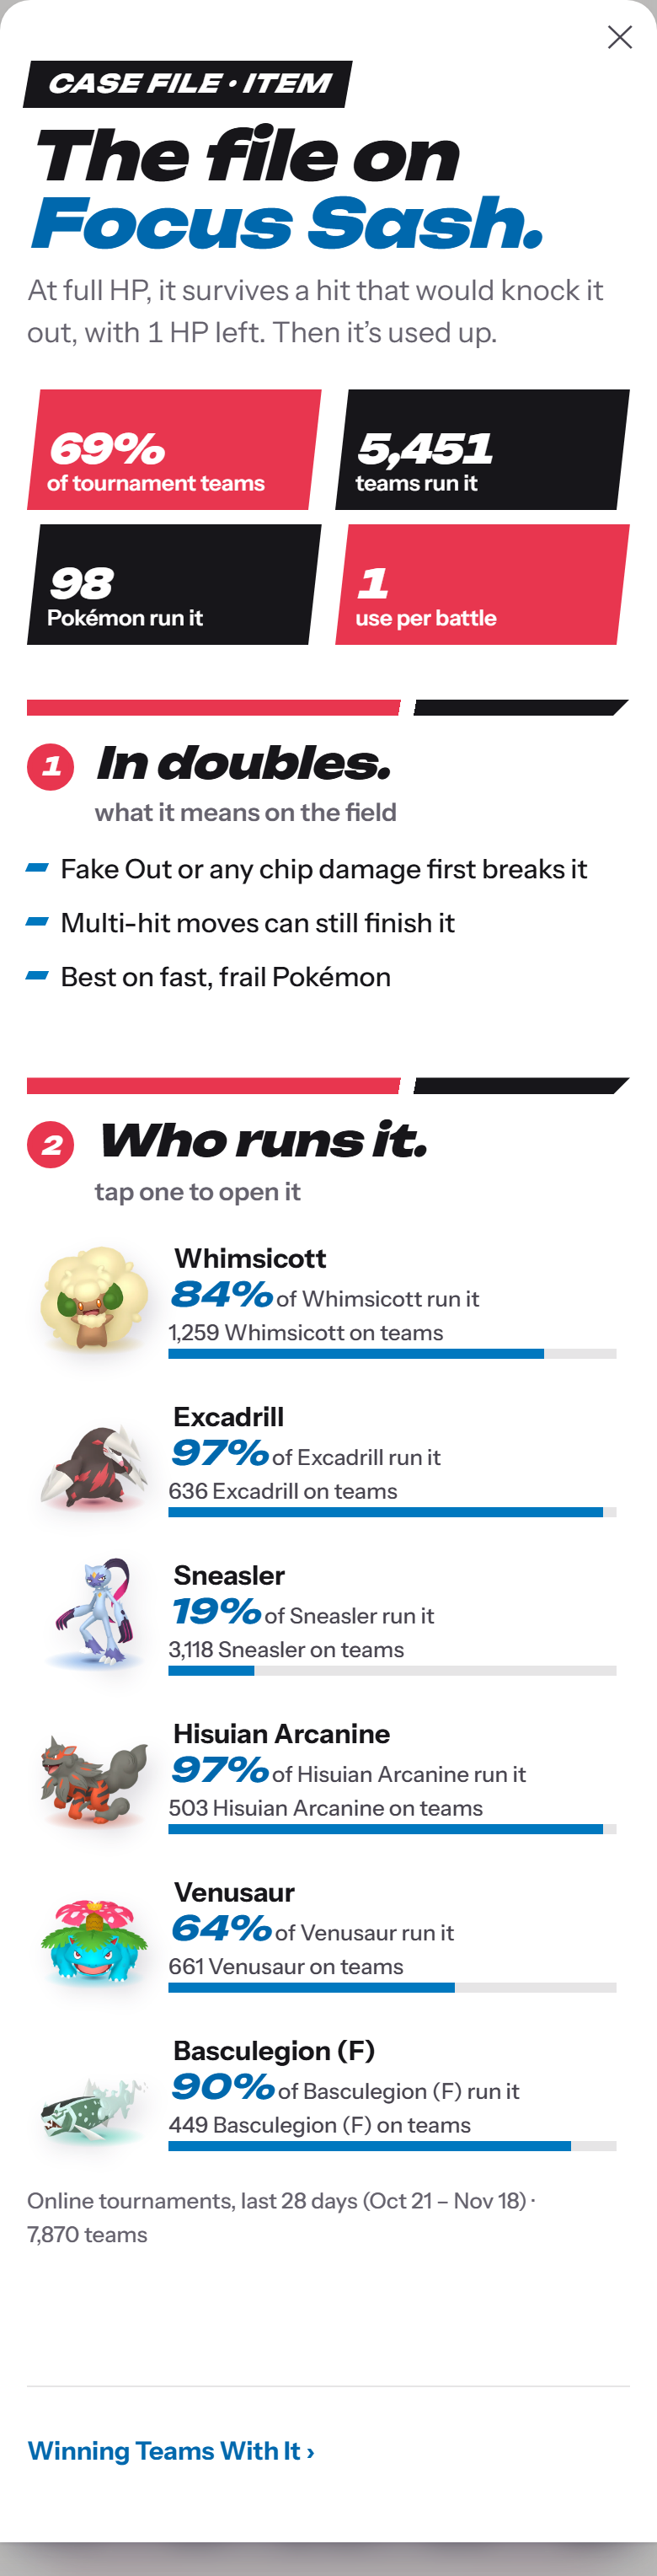 CASE FILE · ITEM
The file on
Focus Sash.
At full HP, it survives a hit that would knock it
out, with 1 HP left. Then it’s used up.
69%
of tournament teams
5,451
teams run it
98
Pokémon run it
1
use per battle
1 In doubles.
what it means on the field
Fake Out or any chip damage first breaks it
Multi-hit moves can still finish it
Best on fast, frail Pokémon
2 Who runs it.
tap one to open it
Whimsicott
84% of Whimsicott run it
1,259 Whimsicott on teams
Excadrill
97% of Excadrill run it
636 Excadrill on teams
Sneasler
19% of Sneasler run it
3,118 Sneasler on teams
Hisuian Arcanine
97% of Hisuian Arcanine run it
503 Hisuian Arcanine on teams
Venusaur
64% of Venusaur run it
661 Venusaur on teams
Basculegion (F)
90% of Basculegion (F) run it
449 Basculegion (F) on teams
Online tournaments, last 28 days (Oct 21 – Nov 18) ·
7,870 teams
Winning Teams With It ›